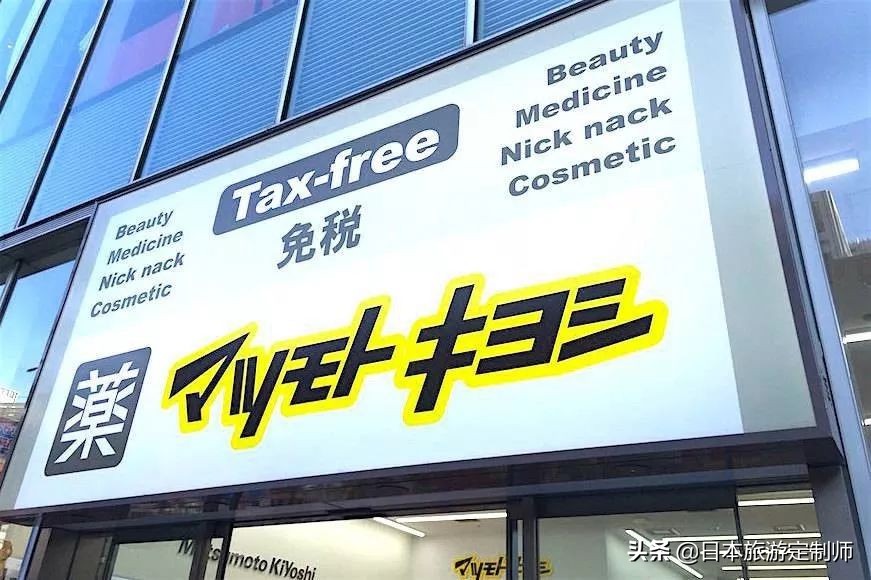 Beauty
Medicine
Nick nack
Cosmetic
Tax-free
免税
Beauty
Medicine
Nick nack
Cosmetic
薬
マツモトキヨシ
Matsumoto KiYoshi
マツモトキヨシ
头条 @日本旅游定制师